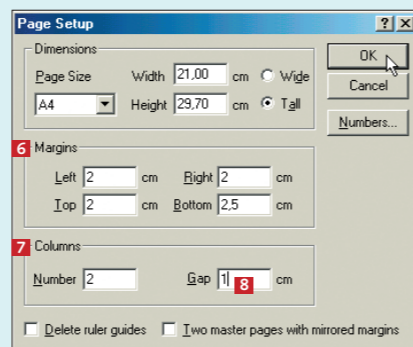 Page Setup
Dimensions
Page Size Width 21,00 cm Wide
A4 Height 29,70 cm Tall
OK
Cancel
Numbers...
6 Margins
Left 2 cm Right 2 cm
Top 2 cm Bottom 2,5 cm
7 Columns
Number 2 Gap 1 8 cm
Delete ruler guides Two master pages with mirrored margins